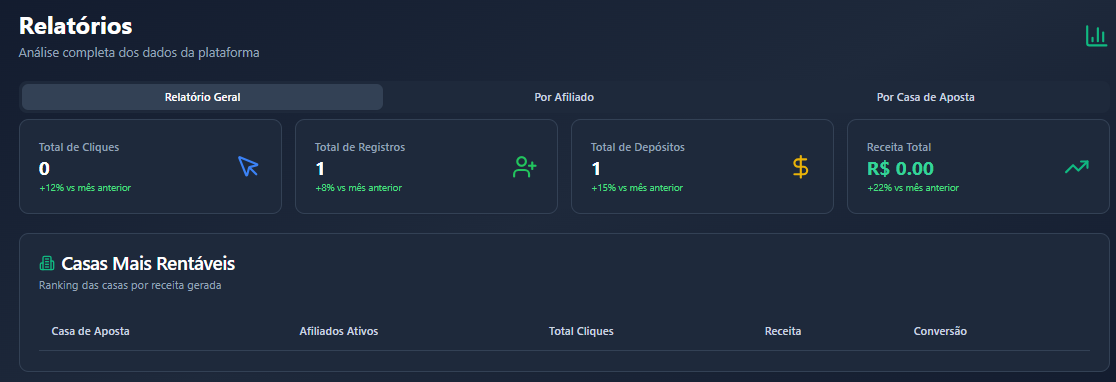 Relatórios
Análise completa dos dados da plataforma
Relatório Geral Por Afiliado Por Casa de Aposta
Total de Cliques
0
+12% vs mês anterior
Total de Registros
1
+8% vs mês anterior
Total de Depósitos
1
+15% vs mês anterior
Receita Total
R$ 0.00
+22% vs mês anterior
Casas Mais Rentáveis
Ranking das casas por receita gerada
Casa de Aposta Afiliados Ativos Total Cliques Receita Conversão